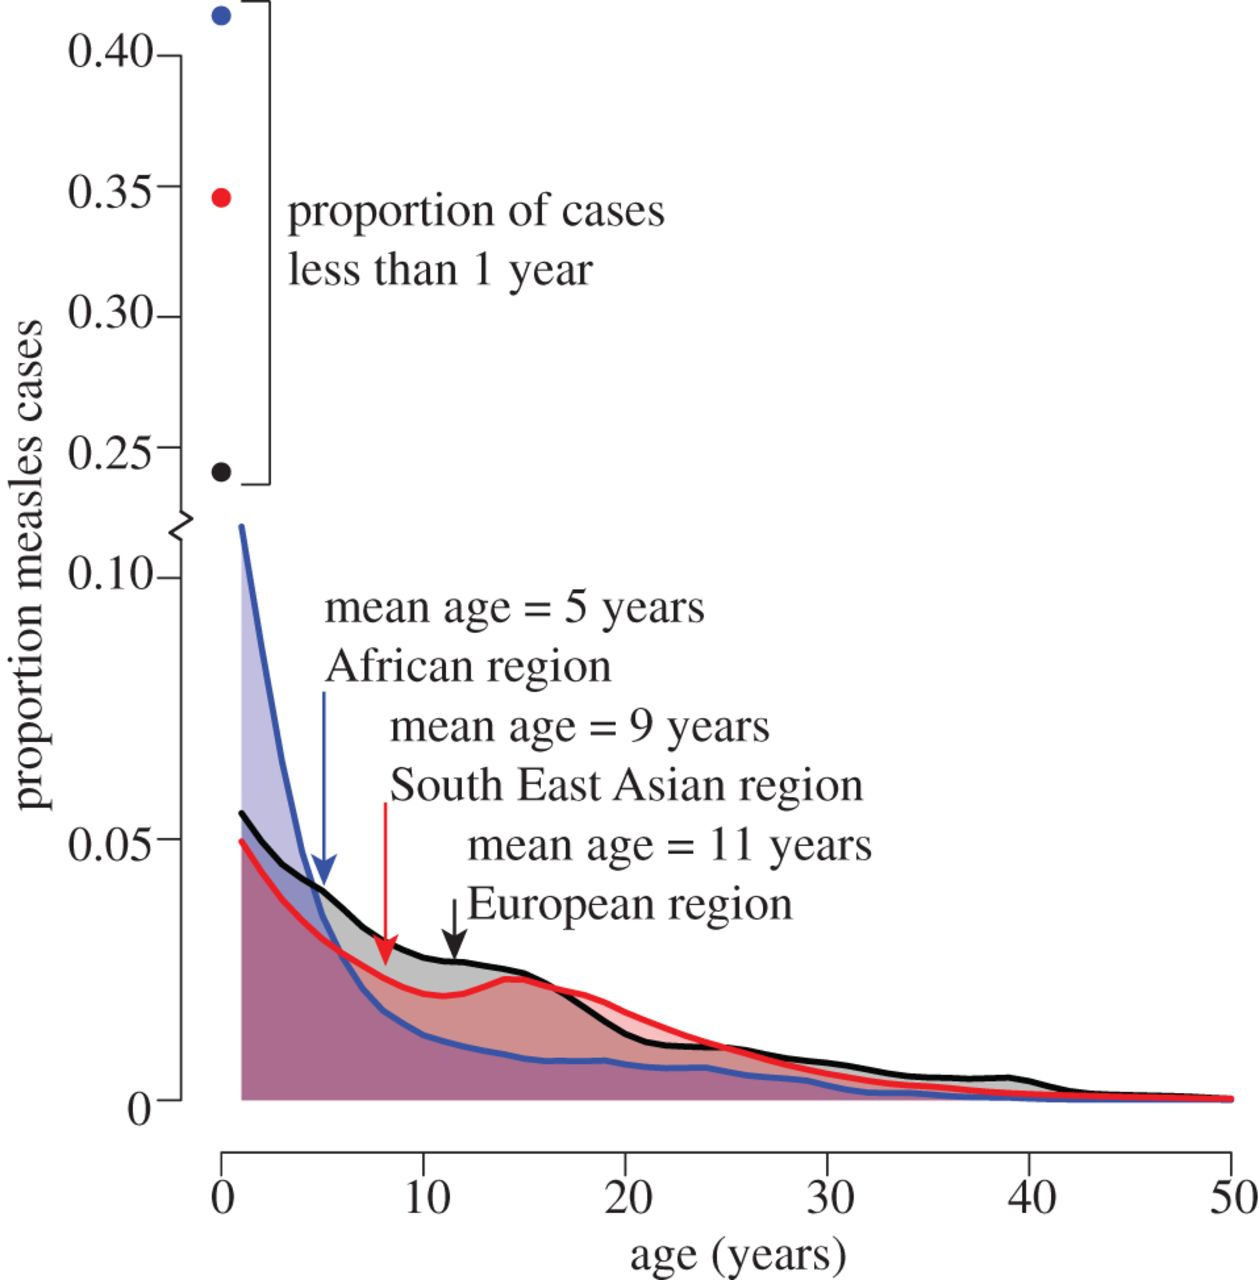 0.40
0.35
0.30
0.25
0.10
0.05
0
proportion measles cases
proportion of cases
less than 1 year
mean age = 5 years
African region
mean age = 9 years
South East Asian region
mean age = 11 years
European region
0 10 20 30 40 50
age (years)